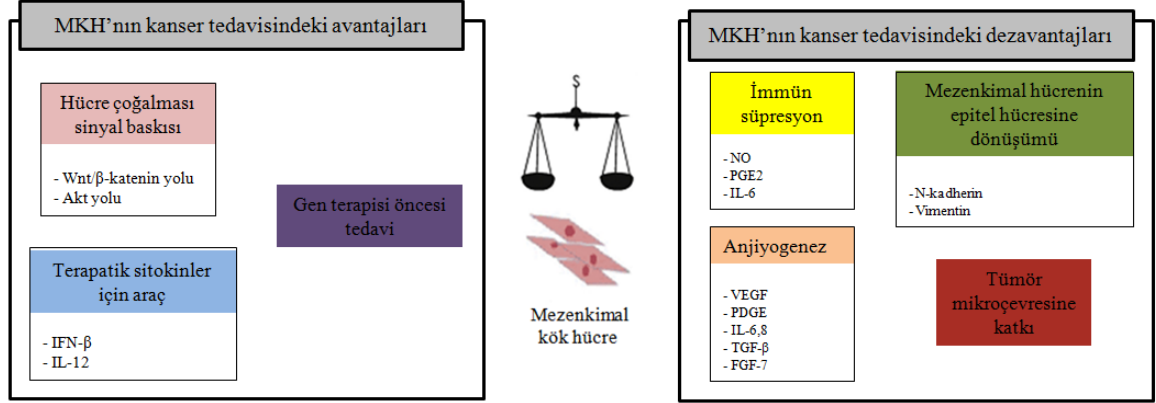 MKH’nın kanser tedavisindeki avantajları
Hücre çoğalması
sinyal baskısı
- Wnt/β-katenin yolu
- Akt yolu
Gen terapisi öncesi
tedavi
Terapatik sitokinler
için araç
- IFN-β
- IL-12
S
Mezenkimal
kök hücre
MKH’nın kanser tedavisindeki dezavantajları
İmmün
süpresyon
- NO
- PGE2
- IL-6
Mezenkimal hücrenin
epitel hücresine
dönüşümü
- N-kadherin
- Vimentin
Anjiyogenez
- VEGF
- PDGE
- IL-6,8
- TGF-β
- FGF-7
Tümör
mikroçevresine
katkı